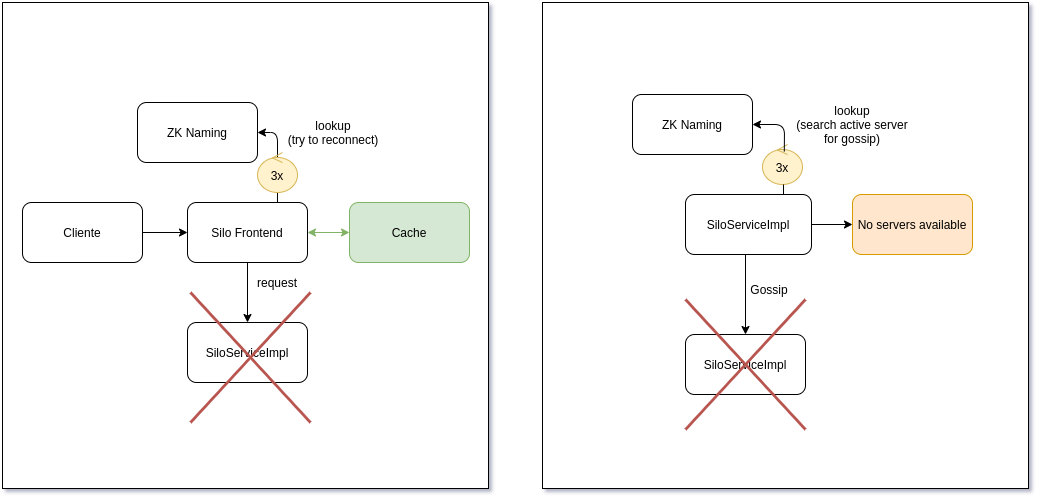 ZK Naming
lookup
(try to reconnect)
3x
Cliente
Silo Frontend
Cache
request
SiloServiceImpl
ZK Naming
lookup
(search active server
for gossip)
3x
SiloServiceImpl
No servers available
Gossip
SiloServiceImpl